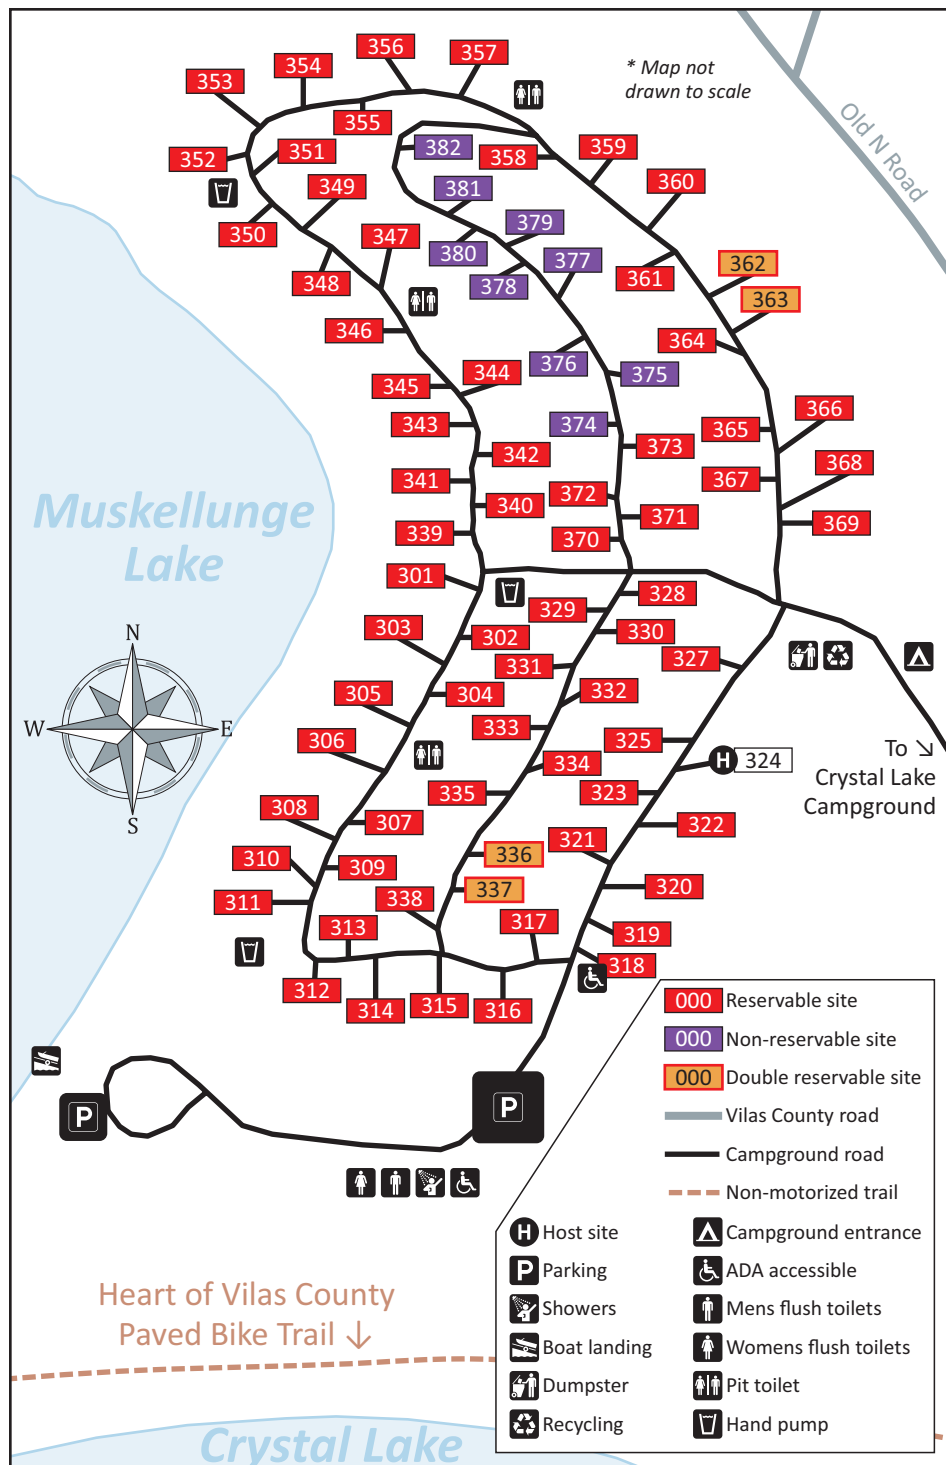 356
357
354
353
* Map not
drawn to scale
355
Old N Road
382
359
352
351
358
349
381
360
350
347
379
380
377
362
348
378
361
363
346
364
344
376
375
345
366
343
374
373
365
342
368
341
372
367
340
371
369
339
370
Muskellunge
Lake
301
328
329
303
302
330
331
327
N
305
304
332
W
E
333
306
325
334
H
324
To ↘
Crystal Lake
Campground
335
323
S
308
307
322
321
310
309
336
320
311
338
337
313
317
319
318
312
314
315
316
000 Reservable site
000 Non-reservable site
000 Double reservable site
Vilas County road
Campground road
Non-motorized trail
H Host site
Campground entrance
P Parking
ADA accessible
Showers
Mens flush toilets
Boat landing
Womens flush toilets
Dumpster
Pit toilet
Recycling
Hand pump
P
P
Heart of Vilas County
Paved Bike Trail ↓
Crystal Lake